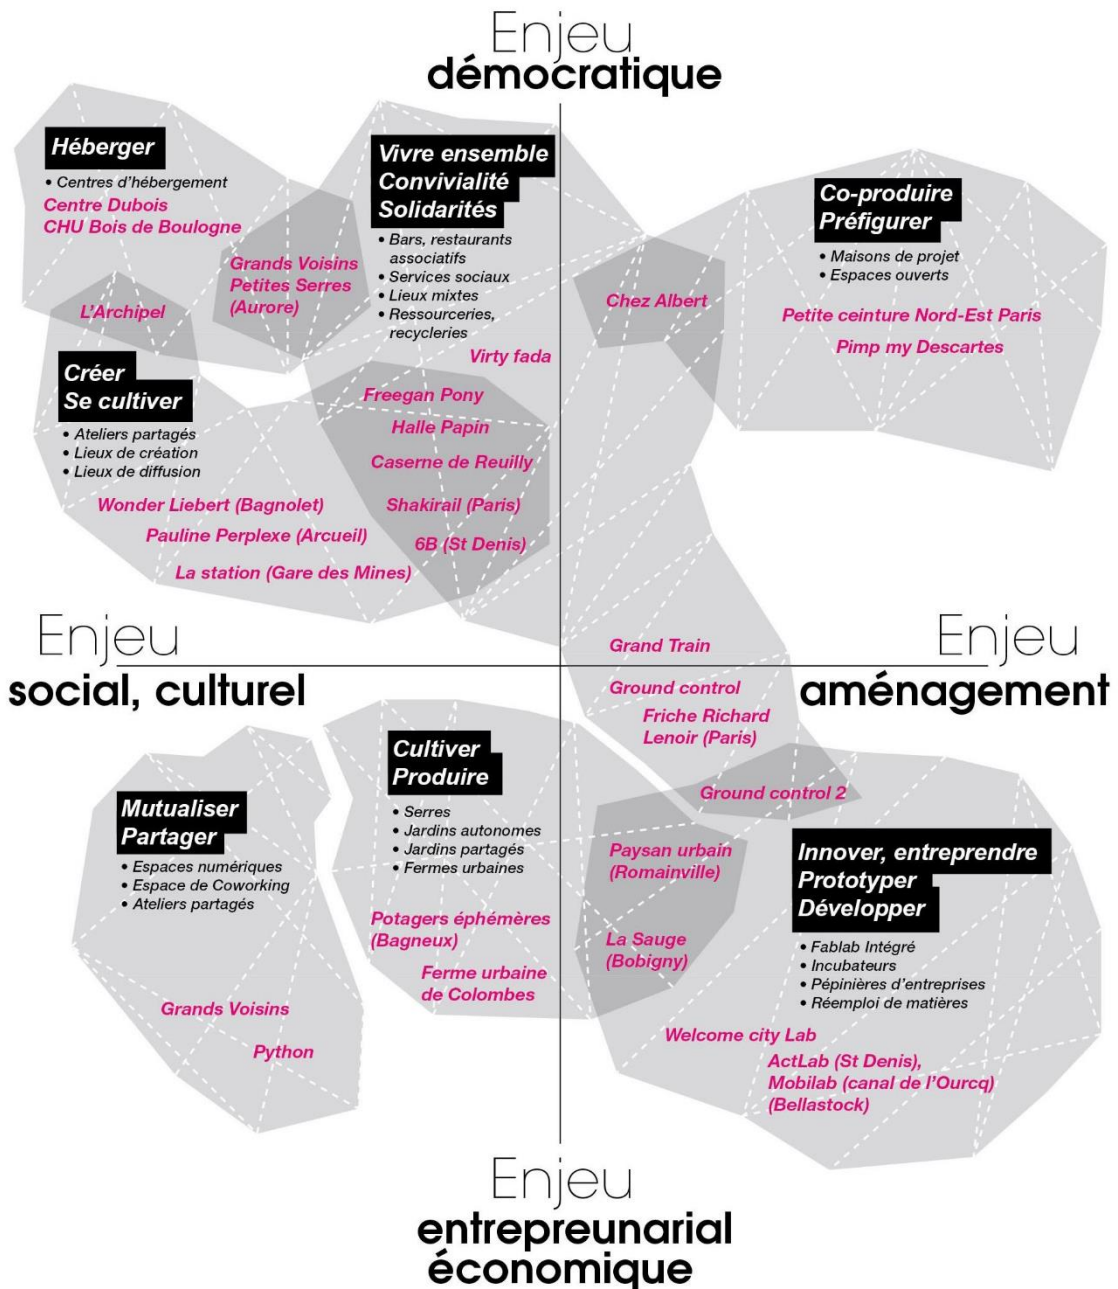 Enjeu
démocratique
Héberger
• Centres d'hébergement
Centre Dubois
CHU Bois de Boulogne
Grands Voisins
Petites Serres
(Aurore)
L'Archipel
Vivre ensemble
Convivialité
Solidarités
• Bars, restaurants
associatifs
• Services sociaux
• Lieux mixtes
• Ressourceries,
recycleries
Virty fada
Chez Albert
Co-produire
Préfigurer
• Maisons de projet
• Espaces ouverts
Petite ceinture Nord-Est Paris
Pimp my Descartes
Créer
Se cultiver
• Ateliers partagés
• Lieux de création
• Lieux de diffusion
Wonder Liebert (Bagnolet)
Pauline Perplexe (Arcueil)
La station (Gare des Mines)
Freegan Pony
Halle Papin
Caserne de Reuilly
Shakirail (Paris)
6B (St Denis)
Enjeu
social, culturel
Enjeu
aménagement
Grand Train
Ground control
Friche Richard
Lenoir (Paris)
Ground control 2
Mutualiser
Partager
• Espaces numériques
• Espace de Coworking
• Ateliers partagés
Grands Voisins
Python
Cultiver
Produire
• Serres
• Jardins autonomes
• Jardins partagés
• Fermes urbaines
Potagers éphémères
(Bagneux)
Ferme urbaine
de Colombes
Paysan urbain
(Romainville)
La Sauge
(Bobigny)
Innover, entreprendre
Prototyper
Développer
• Fablab Intégré
• Incubateurs
• Pépinières d'entreprises
• Réemploi de matières
Welcome city Lab
ActLab (St Denis),
Mobilab (canal de l'Ourcq)
(Bellastock)
Enjeu
entrepreunarial
économique